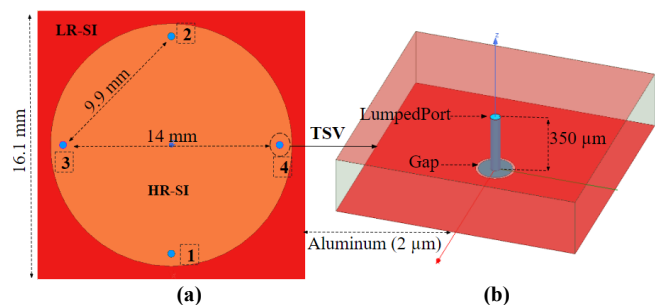 LR-SI
2
9.9 mm
16.1 mm
14 mm
3
4
HR-SI
1
(a)
TSV
z
LumpedPort
350 µm
Gap
Aluminum (2 µm)
(b)